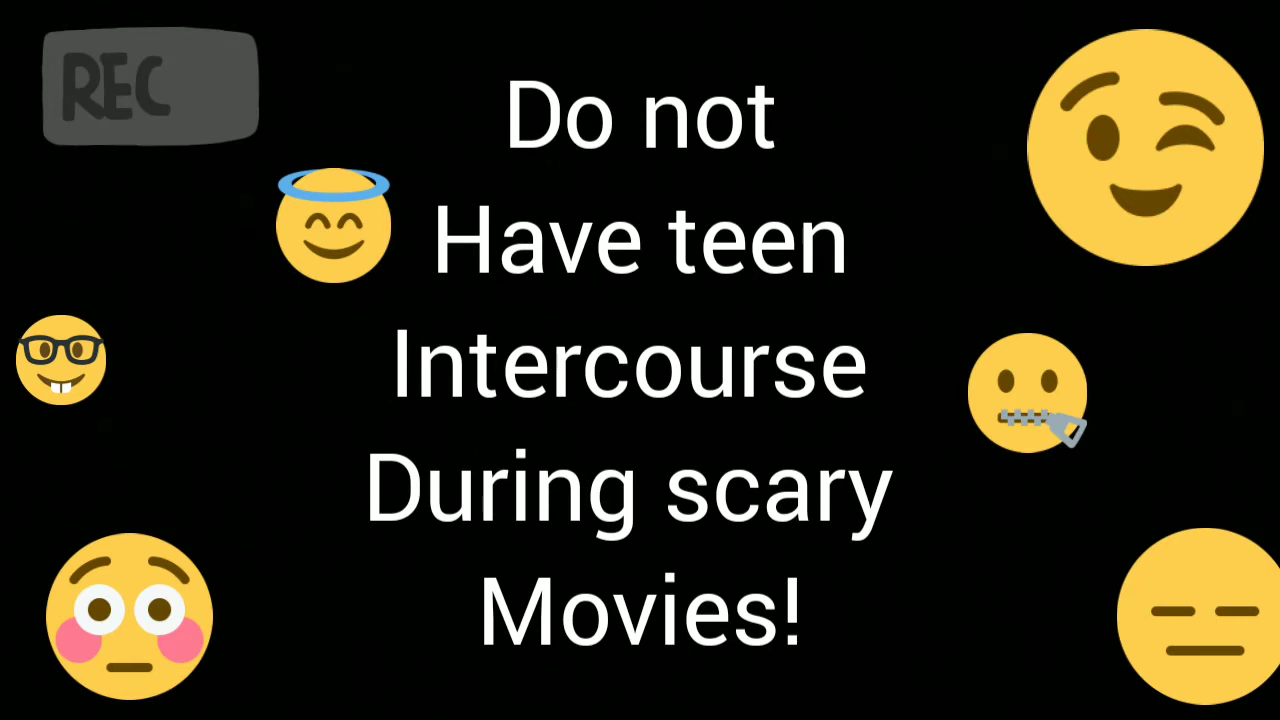 REC
Do not
Have teen
Intercourse
During scary
Movies!